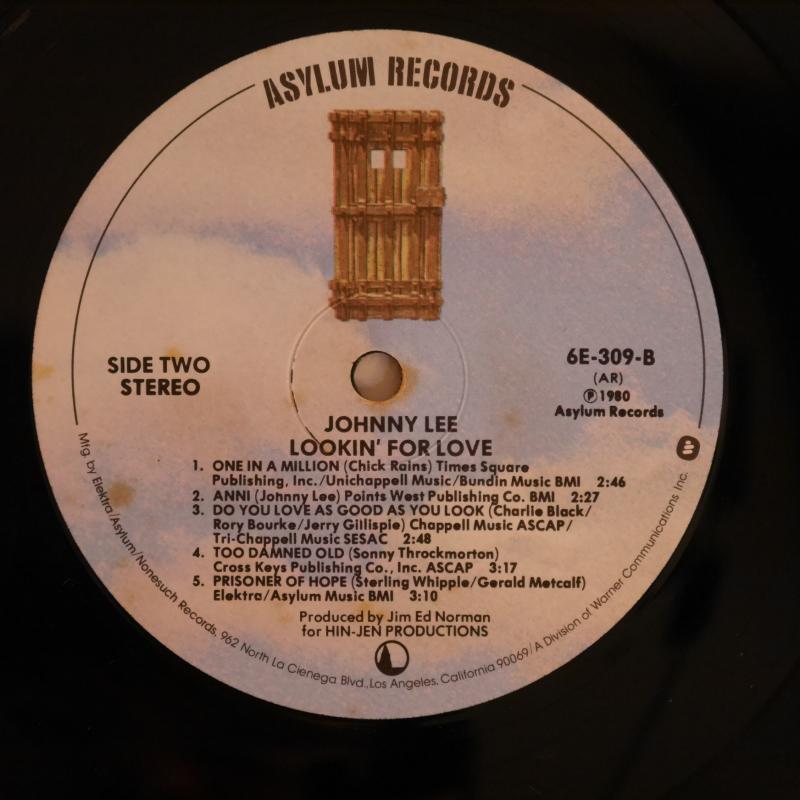 ASYLUM RECORDS
SIDE TWO
STEREO
6E-309-B
(AR)
Ⓟ 1980
Asylum Records
JOHNNY LEE
LOOKIN' FOR LOVE
1. ONE IN A MILLION (Chick Rains) Times Square
Publishing, Inc./Unichappell Music/Bundin Music BMI 2:46
2. ANNI (Johnny Lee) Points West Publishing Co. BMI 2:27
3. DO YOU LOVE AS GOOD AS YOU LOOK (Charlie Black/
Rory Bourke/Jerry Gillispie) Chappell Music ASCAP/
Tri-Chappell Music SESAC 2:48
4. TOO DAMNED OLD (Sonny Throckmorton)
Cross Keys Publishing Co., Inc. ASCAP 3:17
5. PRISONER OF HOPE (Sterling Whipple/Gerald Metcalf)
Elektra/Asylum Music BMI 3:10
Produced by Jim Ed Norman
for HIN-JEN PRODUCTIONS
Mfg. by Elektra/Asylum/Nonesuch Records, 962 North La Cienega Blvd., Los Angeles, California 90069/A Division of Warner Communications Inc.